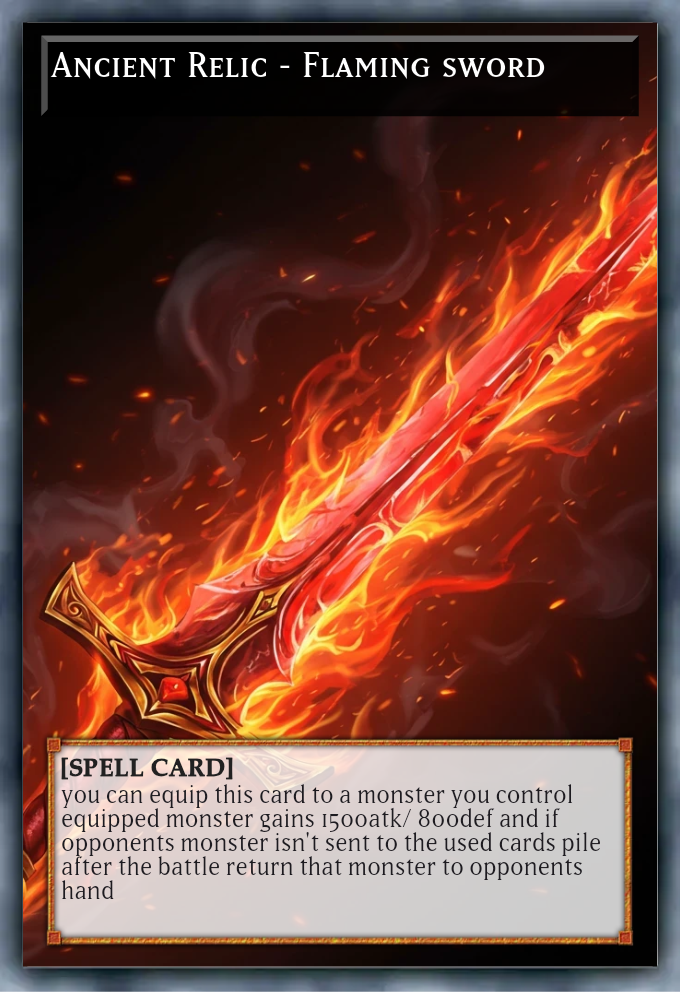 Ancient Relic - Flaming sword
[SPELL CARD]
you can equip this card to a monster you control
equipped monster gains 1500atk/ 800def and if
opponents monster isn't sent to the used cards pile
after the battle return that monster to opponents
hand